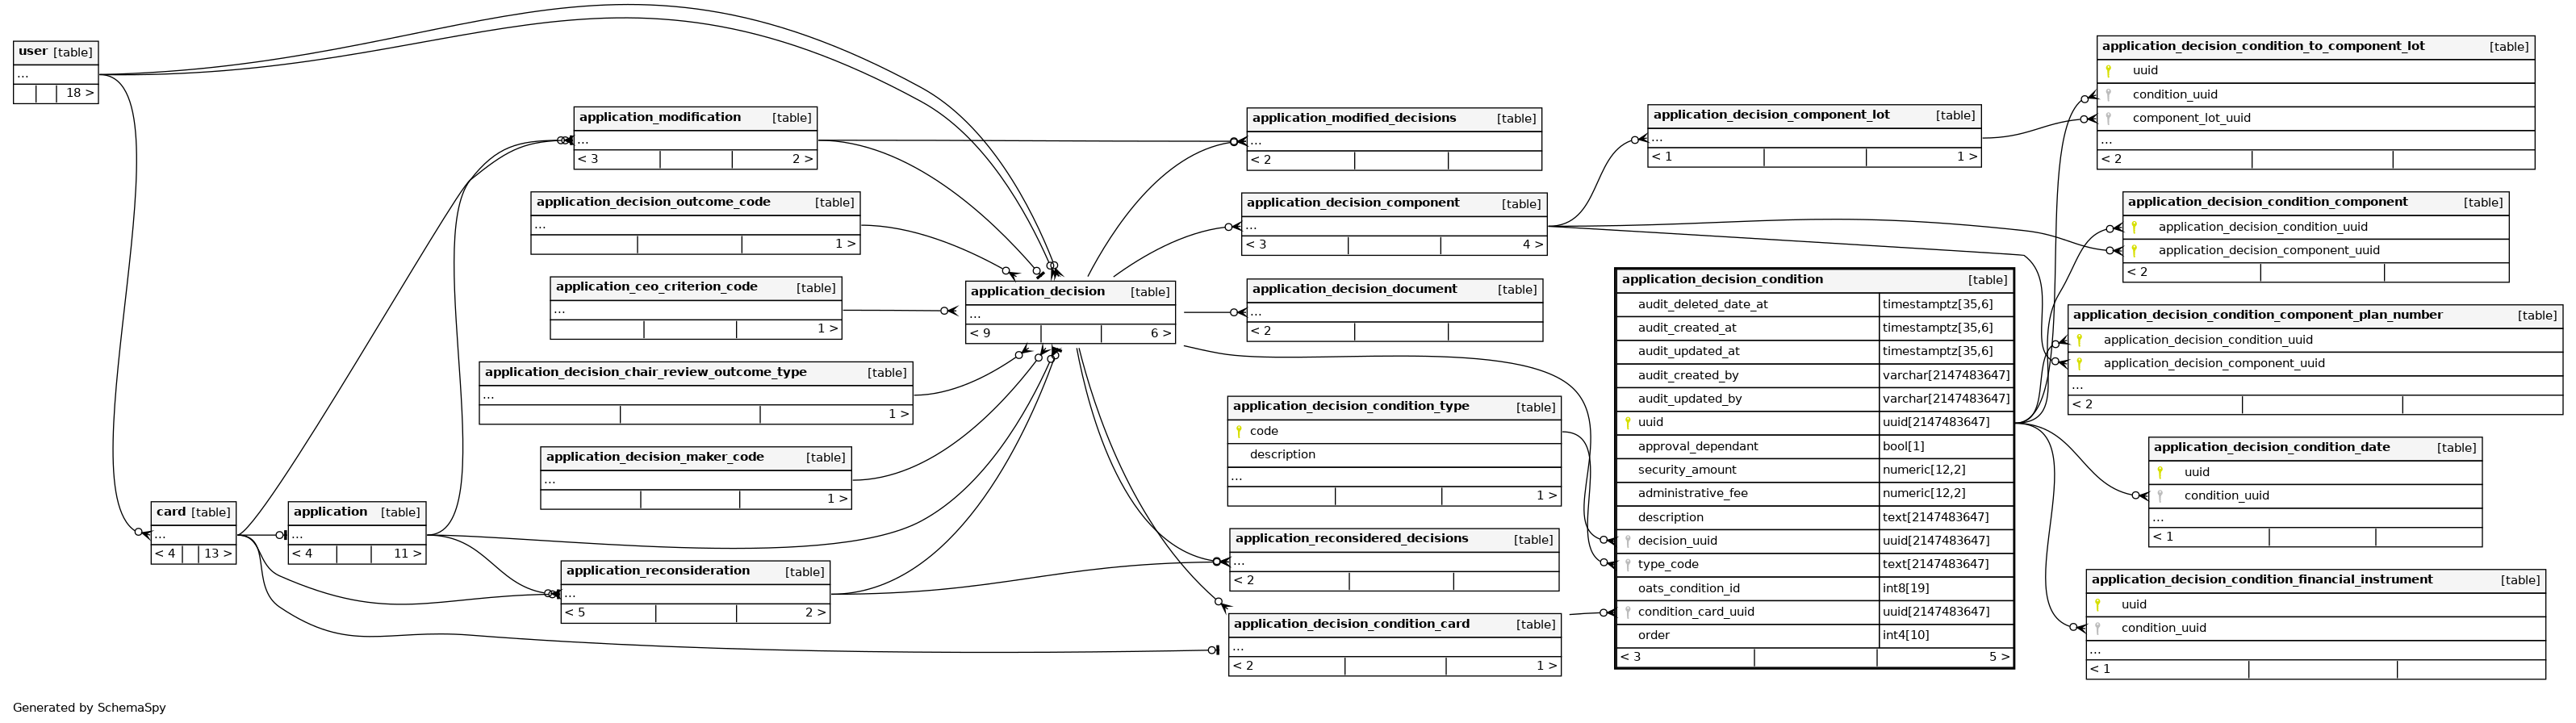 user [table]
...
18 >
application_modification [table]
...
< 3 2 >
application_decision_outcome_code [table]
...
1 >
application_ceo_criterion_code [table]
...
1 >
application_decision_chair_review_outcome_type [table]
...
1 >
application_decision_maker_code [table]
...
1 >
card [table]
...
< 4 13 >
application [table]
...
< 4 11 >
application_reconsideration [table]
...
< 5 2 >
application_decision [table]
...
< 9 6 >
application_modified_decisions [table]
...
< 2
application_decision_component [table]
...
< 3 4 >
application_decision_document [table]
...
< 2
application_decision_condition_type [table]
code
description
...
1 >
application_reconsidered_decisions [table]
...
< 2
application_decision_condition_card [table]
...
< 2 1 >
application_decision_component_lot [table]
...
< 1 1 >
application_decision_condition [table]
audit_deleted_date_at timestamptz[35,6]
audit_created_at timestamptz[35,6]
audit_updated_at timestamptz[35,6]
audit_created_by varchar[2147483647]
audit_updated_by varchar[2147483647]
uuid uuid[2147483647]
approval_dependant bool[1]
security_amount numeric[12,2]
administrative_fee numeric[12,2]
description text[2147483647]
decision_uuid uuid[2147483647]
type_code text[2147483647]
oats_condition_id int8[19]
condition_card_uuid uuid[2147483647]
order int4[10]
< 3 5 >
application_decision_condition_to_component_lot [table]
uuid
condition_uuid
component_lot_uuid
...
< 2
application_decision_condition_component [table]
application_decision_condition_uuid
application_decision_component_uuid
< 2
application_decision_condition_component_plan_number [table]
application_decision_condition_uuid
application_decision_component_uuid
...
< 2
application_decision_condition_date [table]
uuid
condition_uuid
...
< 1
application_decision_condition_financial_instrument [table]
uuid
condition_uuid
...
< 1
Generated by SchemaSpy